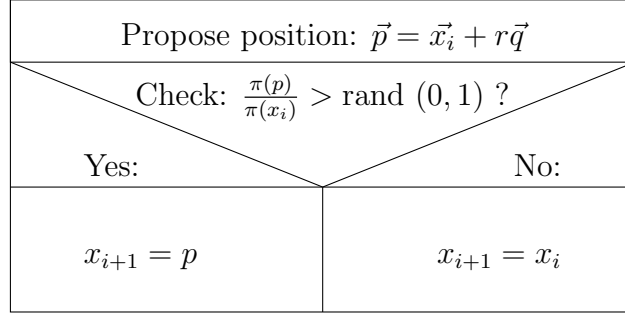 Propose position: $\vec{p} = \vec{x_i} + r\vec{q}$
Check: $\frac{\pi(p)}{\pi(x_i)} > \text{rand } (0, 1)$ ?
Yes: No:
$x_{i+1} = p$ $x_{i+1} = x_i$